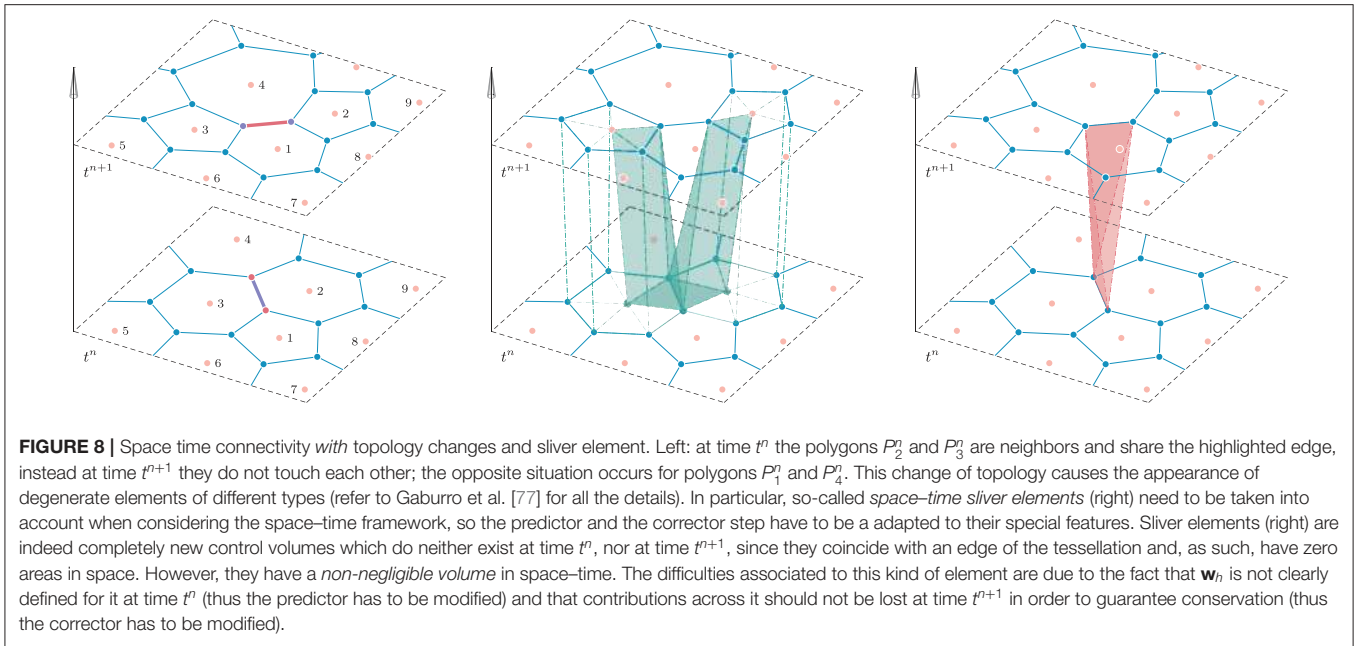 4
9
2
3
1
5
8
6
t^{n+1}
7
4
9
2
3
5
1
8
t^n
6
7
t^{n+1}
t^n
t^{n+1}
t^n
FIGURE 8 | Space time connectivity with topology changes and sliver element. Left: at time t^n the polygons P_2^n and P_3^n are neighbors and share the highlighted edge,
instead at time t^{n+1} they do not touch each other; the opposite situation occurs for polygons P_1^n and P_4^n. This change of topology causes the appearance of
degenerate elements of different types (refer to Gaburro et al. [77] for all the details). In particular, so-called space–time sliver elements (right) need to be taken into
account when considering the space–time framework, so the predictor and the corrector step have to be a adapted to their special features. Sliver elements (right) are
indeed completely new control volumes which do neither exist at time t^n, nor at time t^{n+1}, since they coincide with an edge of the tessellation and, as such, have zero
areas in space. However, they have a non-negligible volume in space–time. The difficulties associated to this kind of element are due to the fact that w_h is not clearly
defined for it at time t^n (thus the predictor has to be modified) and that contributions across it should not be lost at time t^{n+1} in order to guarantee conservation (thus
the corrector has to be modified).